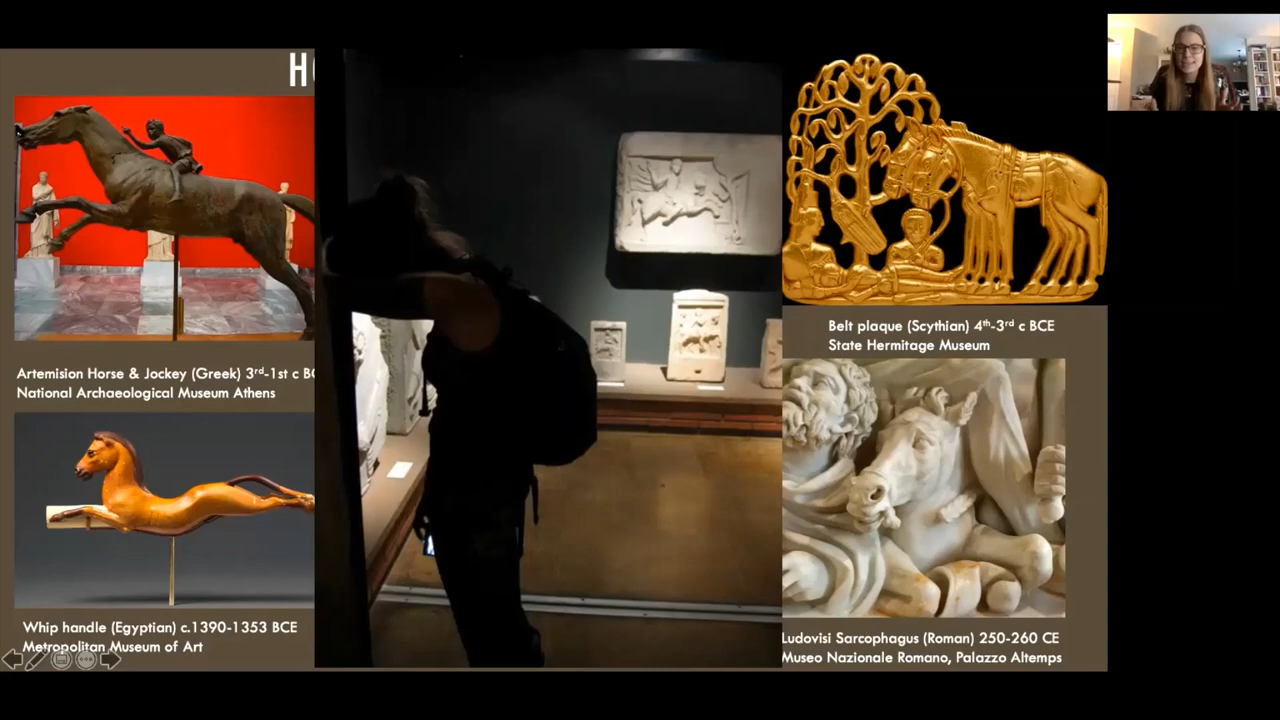 H
Artemision Horse & Jockey (Greek) 3rd-1st c BC
National Archaeological Museum Athens
Whip handle (Egyptian) c.1390-1353 BCE
Metropolitan Museum of Art
Belt plaque (Scythian) 4th-3rd c BCE
State Hermitage Museum
Ludovisi Sarcophagus (Roman) 250-260 CE
Museo Nazionale Romano, Palazzo Altemps